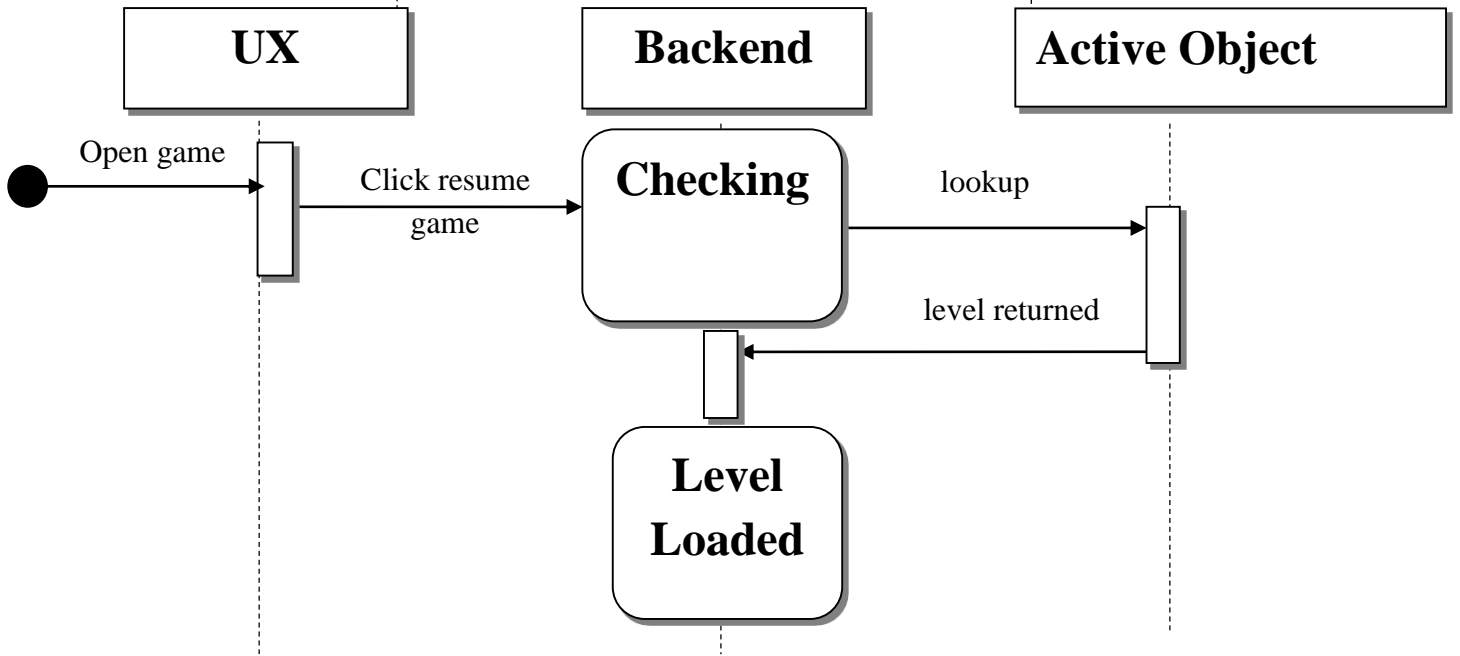 UX
Backend
Active Object
Open game
Click resume
game
Checking
lookup
level returned
Level
Loaded